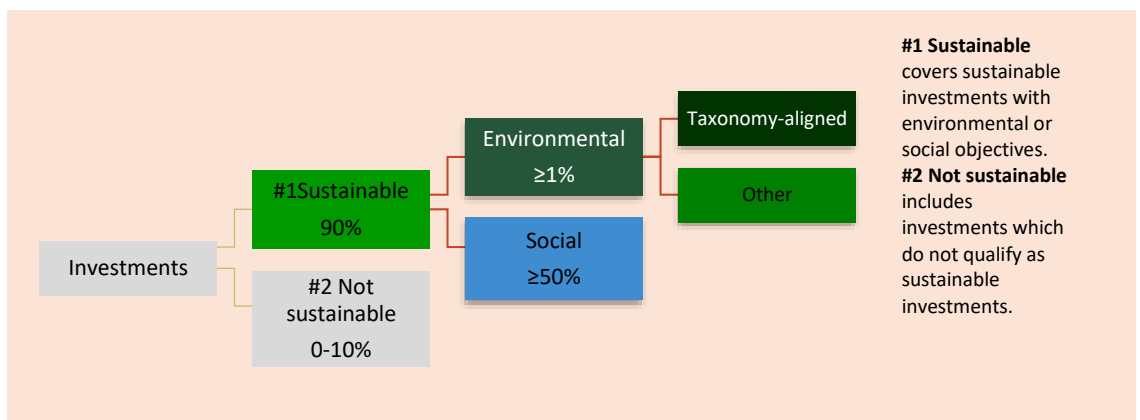 Investments
#1Sustainable
90%
#2 Not
sustainable
0-10%
Environmental
≥1%
Social
≥50%
Taxonomy-aligned
Other
#1 Sustainable
covers sustainable
investments with
environmental or
social objectives.
#2 Not sustainable
includes
investments which
do not qualify as
sustainable
investments.